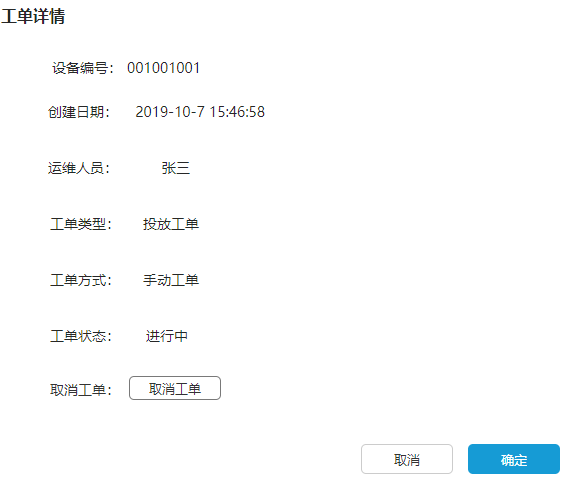 工单详情
设备编号： 001001001
创建日期： 2019-10-7 15:46:58
运维人员： 张三
工单类型： 投放工单
工单方式： 手动工单
工单状态： 进行中
取消工单： 取消工单
取消 确定